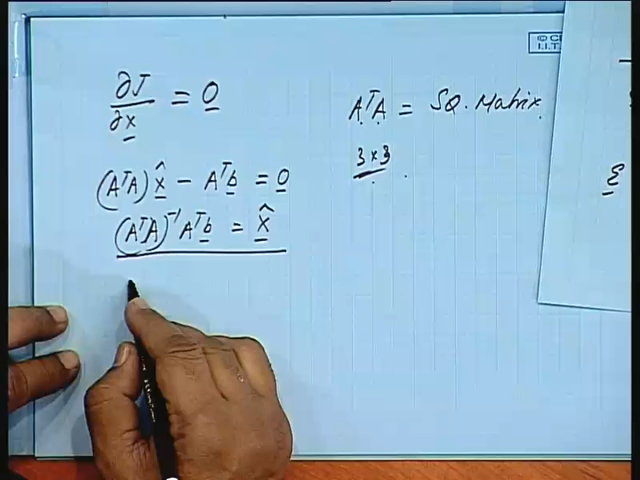 ∂J/∂x = 0
(AᵀA) x̂ - Aᵀb = 0
(AᵀA)⁻¹ Aᵀb = x̂
AᵀA = SQ. Matrix.
3×3
ε
© C
I.I.T